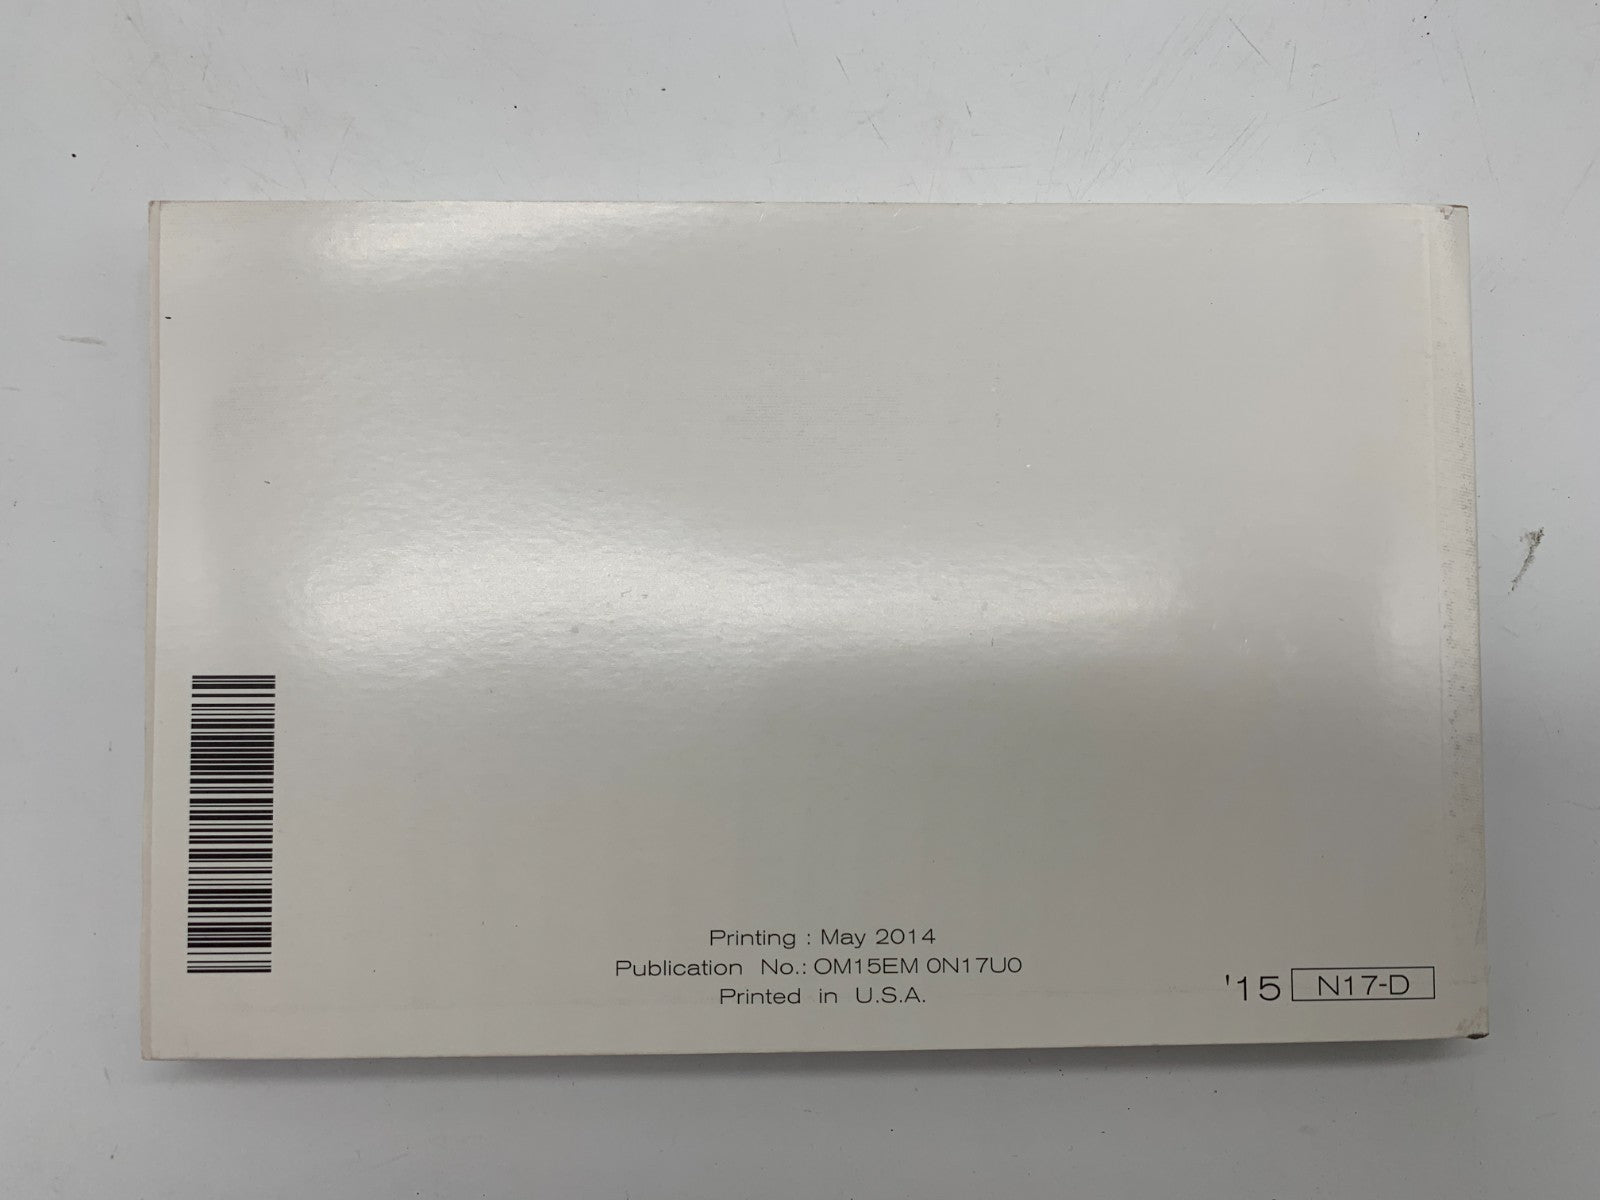 Printing : May 2014
Publication No.: OM15EM 0N17U0
Printed in U.S.A.
'15 N17-D